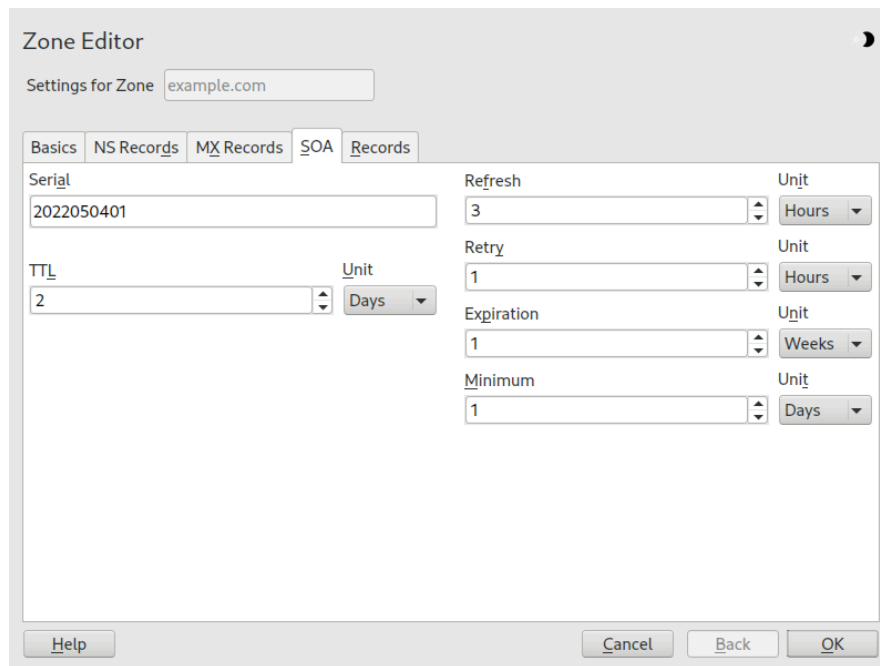 Zone Editor
Settings for Zone example.com
Basics NS Records MX Records SOA Records
Serial
2022050401
TTL Unit
2 Days
Refresh Unit
3 Hours
Retry Unit
1 Hours
Expiration Unit
1 Weeks
Minimum Unit
1 Days
Help Cancel Back OK